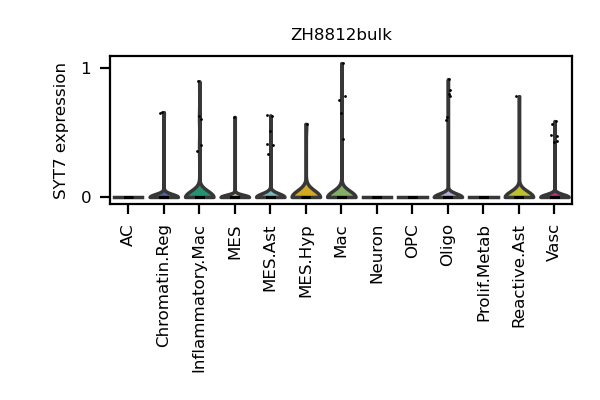 ZH8812bulk
SYT7 expression
1
0
AC
Chromatin.Reg
Inflammatory.Mac
MES
MES.Ast
MES.Hyp
Mac
Neuron
OPC
Oligo
Prolif.Metab
Reactive.Ast
Vasc